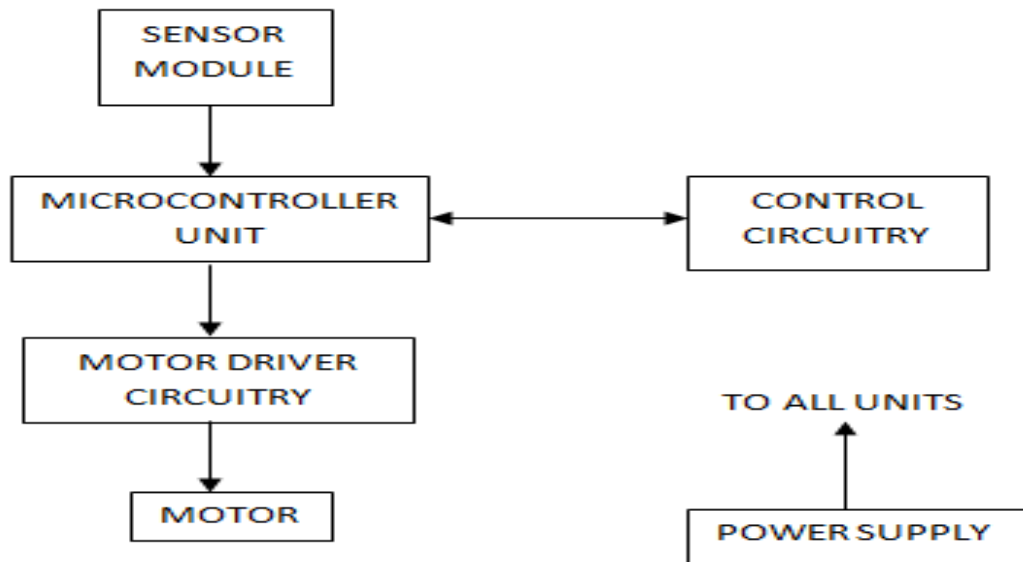 SENSOR
MODULE
MICROCONTROLLER
UNIT
CONTROL
CIRCUITRY
MOTOR DRIVER
CIRCUITRY
TO ALL UNITS
MOTOR
POWER SUPPLY